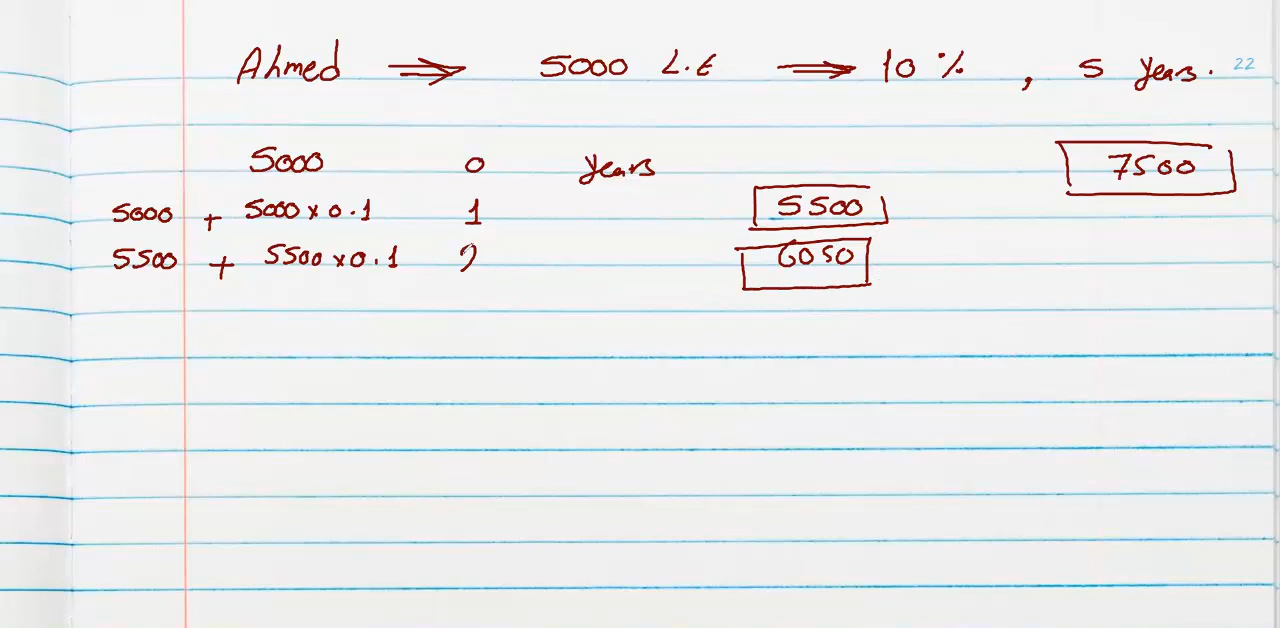 Ahmed ⇒ 5000 L.E ⇒ 10 % , 5 years. 22
5000 0 years 7500
5000 + 5000 x 0.1 1 5500
5500 + 5500 x 0.1 2 6050